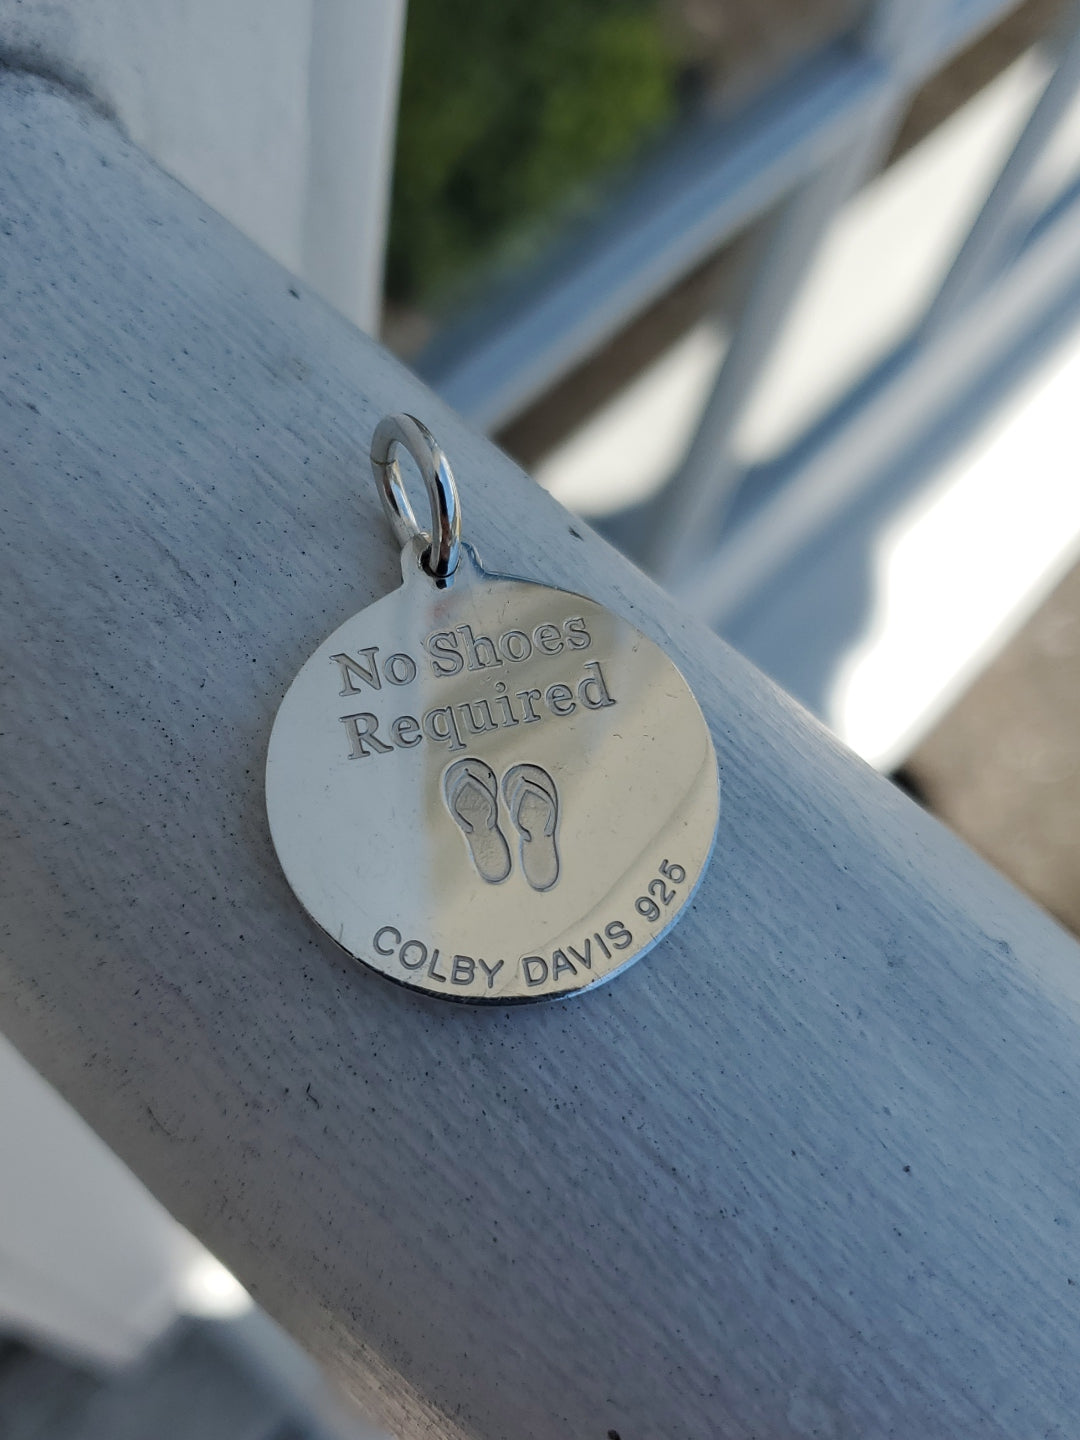 No Shoes
Required
COLBY DAVIS 925